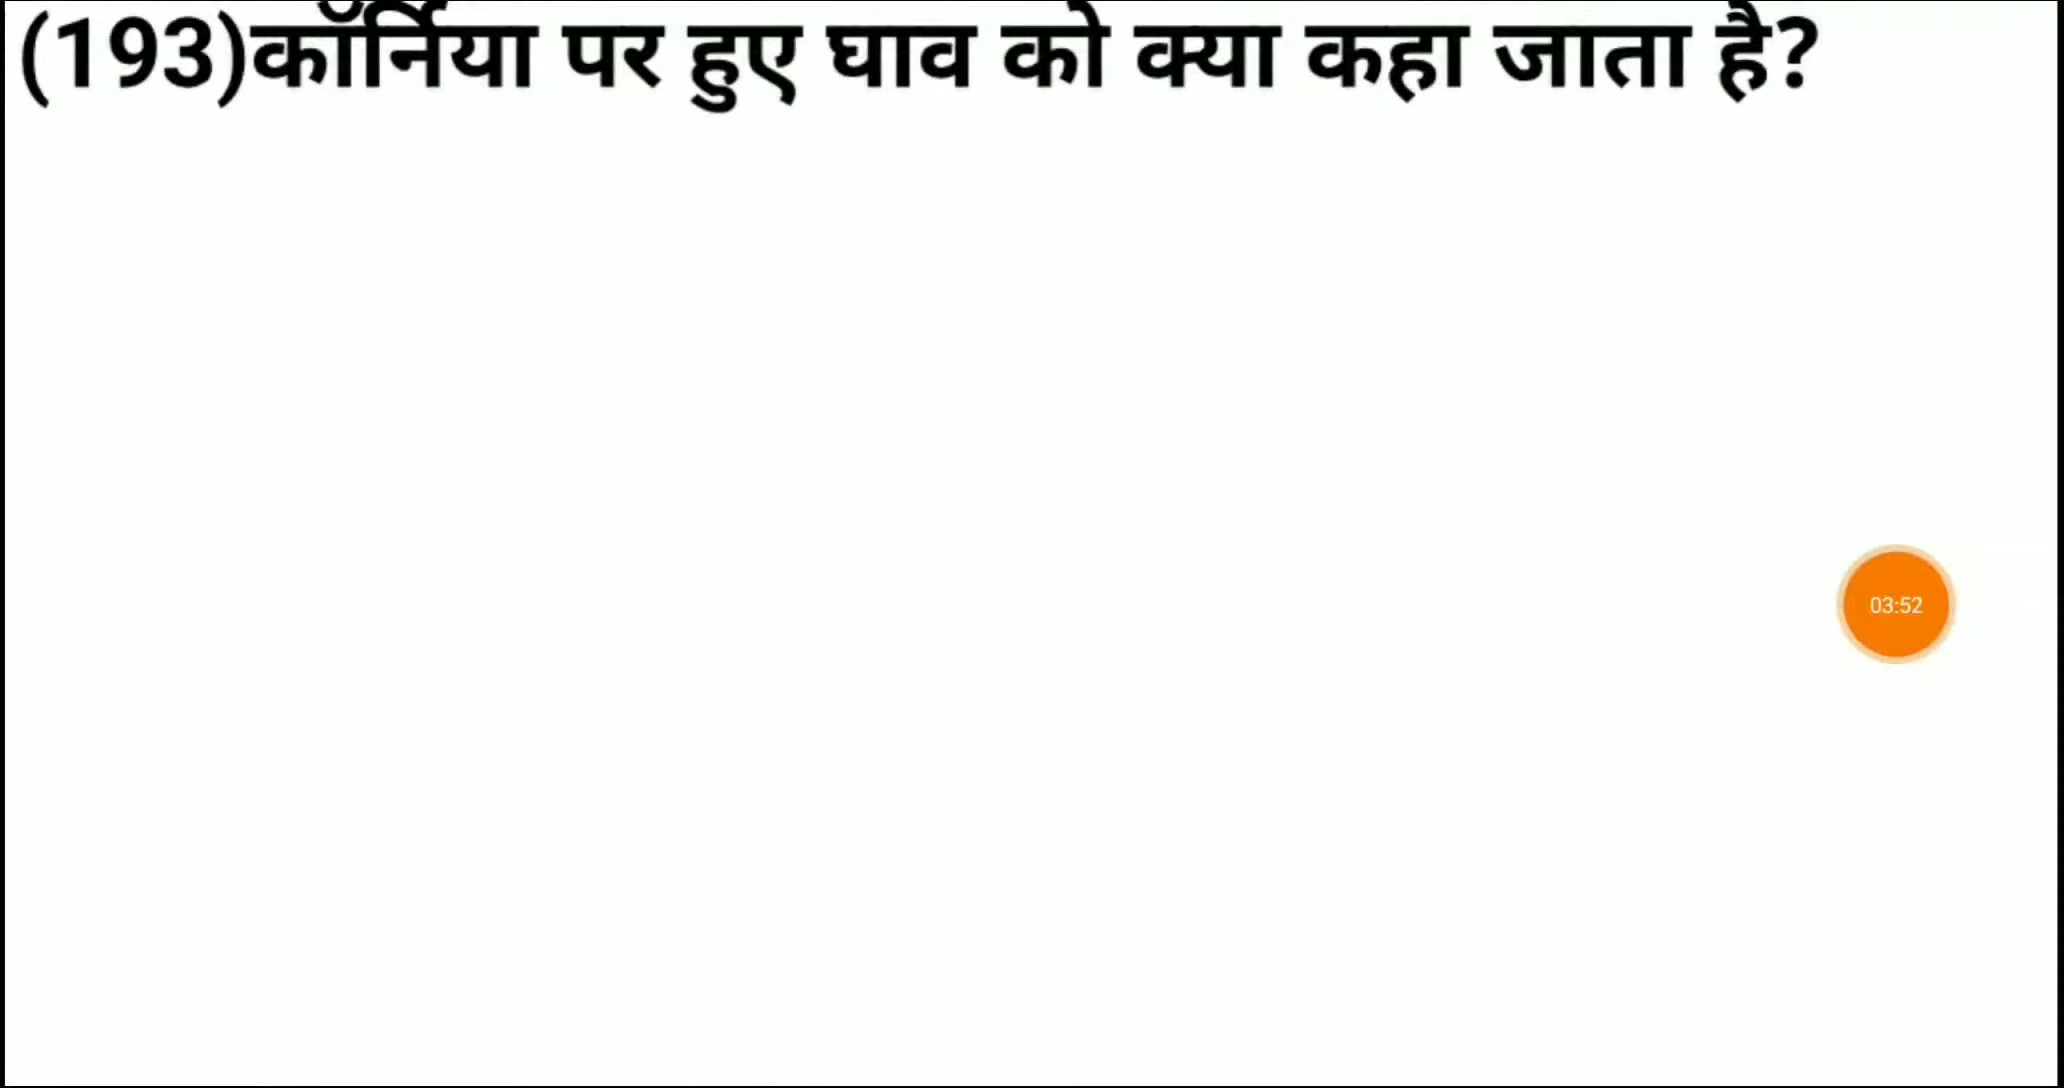 (193)कॉर्निया पर हुए घाव को क्या कहा जाता है?
03:52